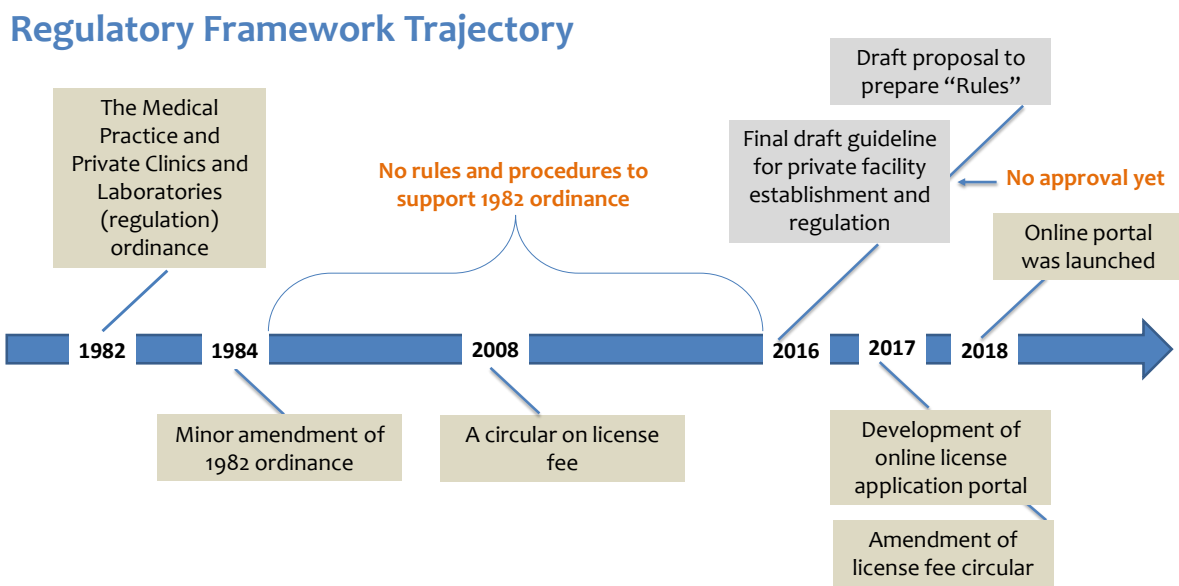 Regulatory Framework Trajectory
Draft proposal to
prepare “Rules”
The Medical
Practice and
Private Clinics and
Laboratories
(regulation)
ordinance
No rules and procedures to
support 1982 ordinance
Final draft guideline
for private facility
establishment and
regulation
No approval yet
Online portal
was launched
1982
1984
2008
2016
2017
2018
Minor amendment of
1982 ordinance
A circular on license
fee
Development of
online license
application portal
Amendment of
license fee circular